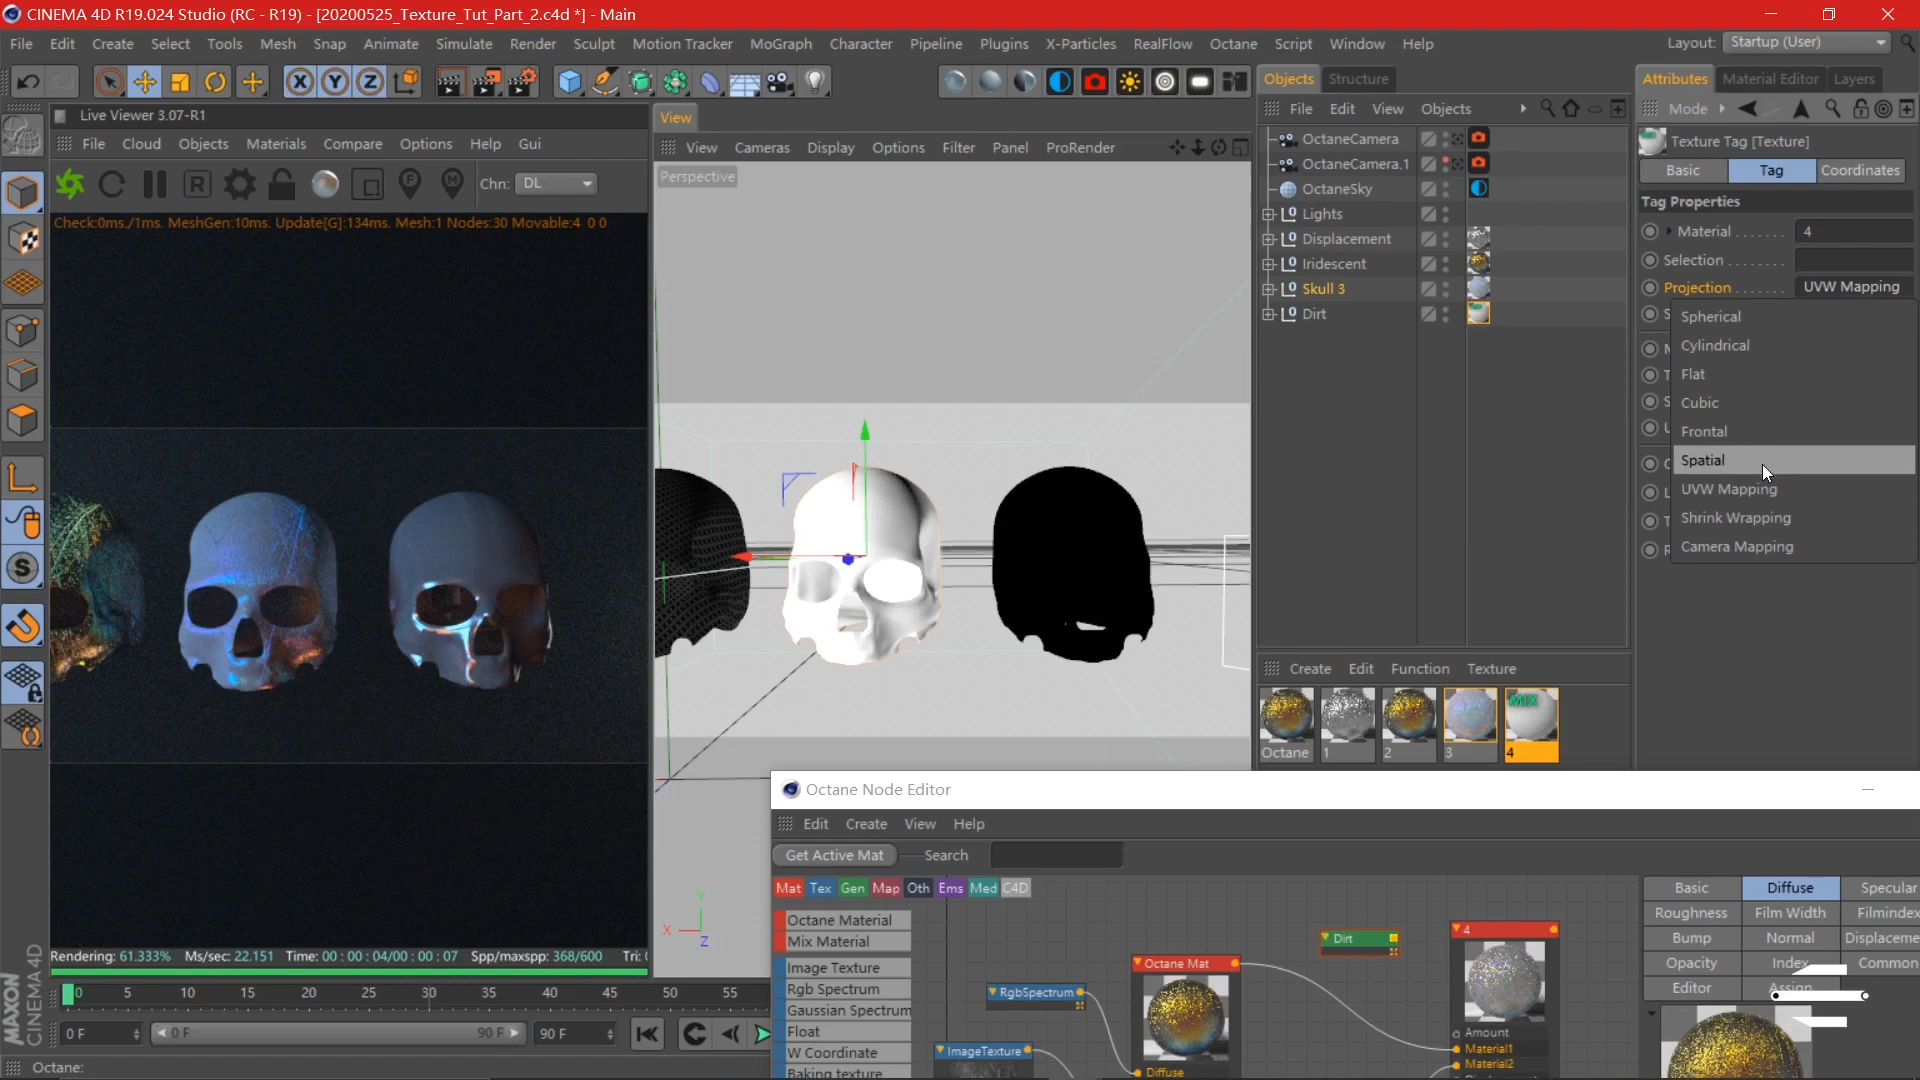 CINEMA 4D R19.024 Studio (RC - R19) - [20200525_Texture_Tut_Part_2.c4d *] - Main
File Edit Create Select Tools Mesh Snap Animate Simulate Render Sculpt Motion Tracker MoGraph Character Pipeline Plugins X-Particles RealFlow Octane Script Window Help Layout: Startup (User)
Live Viewer 3.07-R1
File Cloud Objects Materials Compare Options Help Gui
Chn: DL
Check:0ms./1ms. MeshGen:10ms. Update[G]:134ms. Mesh:1 Nodes:30 Movable:4 0 0
Rendering: 61.333% Ms/sec: 22.151 Time: 00 : 00 : 04/00 : 00 : 07 Spp/maxspp: 368/600 Tri:
View
View Cameras Display Options Filter Panel ProRender
Perspective
Y
X
Z
Objects Structure
File Edit View Objects
OctaneCamera
OctaneCamera.1
OctaneSky
Lights
Displacement
Iridescent
Skull 3
Dirt
Create Edit Function Texture
MIX
Octane 1 2 3 4
Attributes Material Editor Layers
Mode
Texture Tag [Texture]
Basic Tag Coordinates
Tag Properties
Material 4
Selection
Projection UVW Mapping
Spherical
Cylindrical
Flat
Cubic
Frontal
Spatial
UVW Mapping
Shrink Wrapping
Camera Mapping
0 5 10 15 20 25 30 35 40 45 50 55
0 F 0 F 90 F 90 F
Octane:
MAXON
CINEMA 4D
Octane Node Editor
Edit Create View Help
Get Active Mat Search
Mat Tex Gen Map Oth Ems Med C4D
Octane Material
Mix Material
Image Texture
Rgb Spectrum
Gaussian Spectrum
Float
W Coordinate
Baking texture
RgbSpectrum
ImageTexture
Octane Mat
Diffuse
Dirt
4
Amount
Material1
Material2
Basic Diffuse Specular
Roughness Film Width Filmindex
Bump Normal Displaceme
Opacity Index Common
Editor Assign